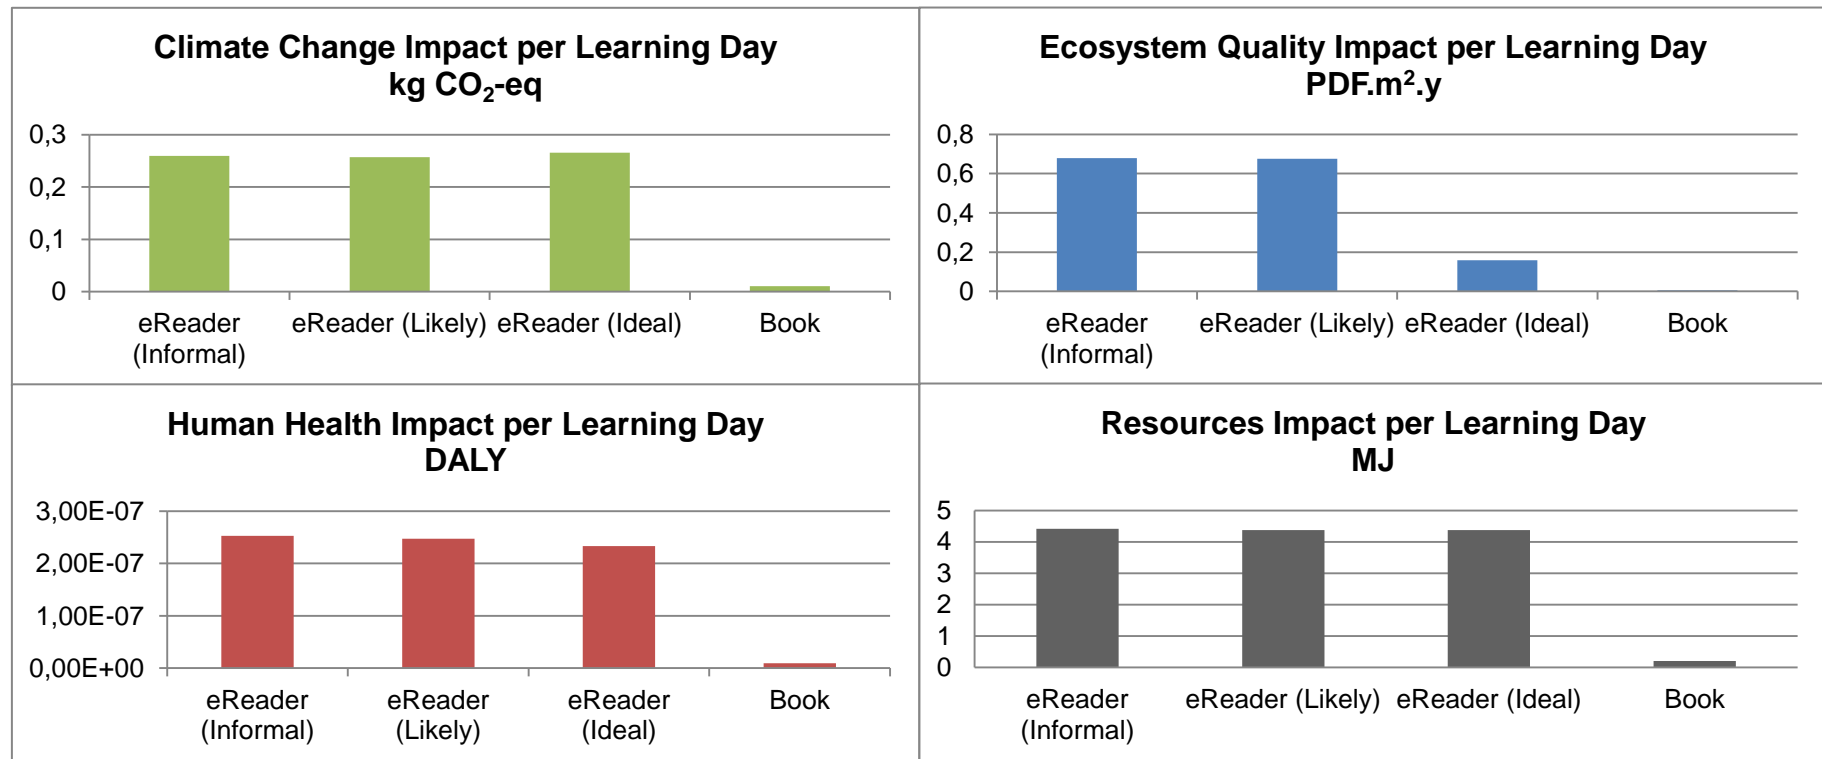 Climate Change Impact per Learning Day
kg CO₂-eq
0,3
0,2
0,1
0
eReader (Informal)
eReader (Likely)
eReader (Ideal)
Book
Ecosystem Quality Impact per Learning Day
PDF.m².y
0,8
0,6
0,4
0,2
0
eReader (Informal)
eReader (Likely)
eReader (Ideal)
Book
Human Health Impact per Learning Day
DALY
3,00E-07
2,00E-07
1,00E-07
0,00E+00
eReader (Informal)
eReader (Likely)
eReader (Ideal)
Book
Resources Impact per Learning Day
MJ
5
4
3
2
1
0
eReader (Informal)
eReader (Likely)
eReader (Ideal)
Book